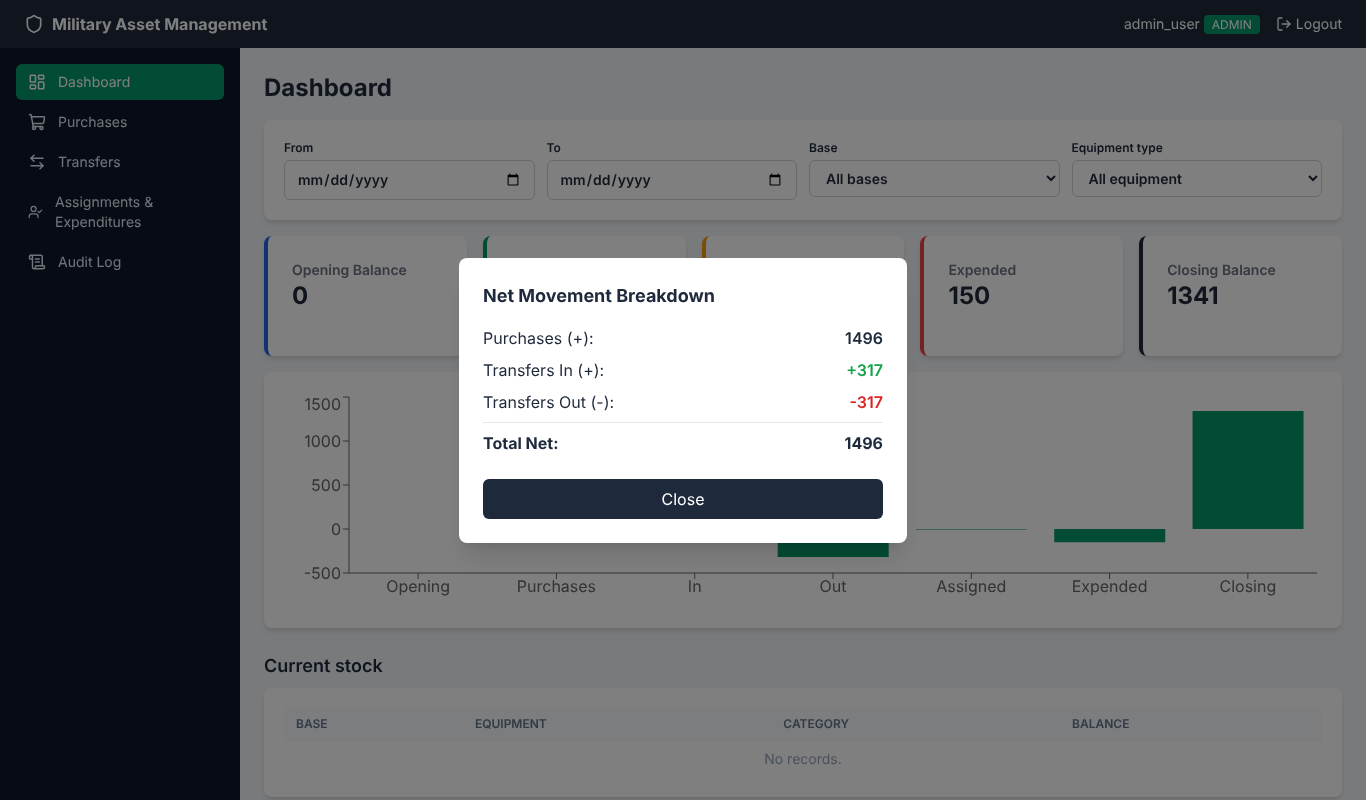 Military Asset Management
admin_user ADMIN Logout
Dashboard
Purchases
Transfers
Assignments &
Expenditures
Audit Log
Dashboard
From To Base Equipment type
mm/dd/yyyy mm/dd/yyyy All bases All equipment
Opening Balance
0
Expended
150
Closing Balance
1341
Net Movement Breakdown
Purchases (+): 1496
Transfers In (+): +317
Transfers Out (-): -317
Total Net: 1496
Close
1500
1000
500
0
-500
Opening Purchases In Out Assigned Expended Closing
Current stock
BASE EQUIPMENT CATEGORY BALANCE
No records.